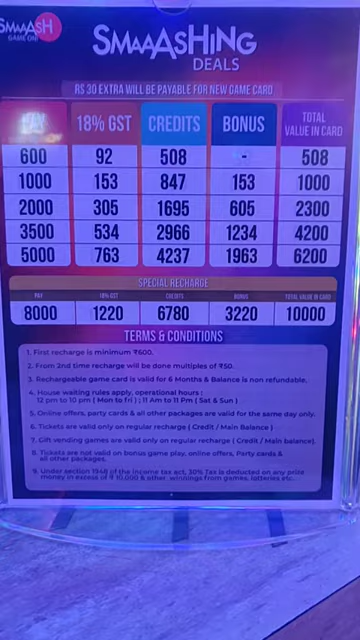 SMAAASH
GAME ON!
SMAAASHING
DEALS
RS 30 EXTRA WILL BE PAYABLE FOR NEW GAME CARD
PAY 18% GST CREDITS BONUS TOTAL VALUE IN CARD
600 92 508 - 508
1000 153 847 153 1000
2000 305 1695 605 2300
3500 534 2966 1234 4200
5000 763 4237 1963 6200
SPECIAL RECHARGE
PAY 18% GST CREDITS BONUS TOTAL VALUE IN CARD
8000 1220 6780 3220 10000
TERMS & CONDITIONS
1. First recharge is minimum ₹600.
2. From 2nd time recharge will be done multiples of ₹50.
3. Rechargeable game card is valid for 6 Months & Balance is non refundable.
4. House waiting rules apply, operational hours :
12 pm to 10 pm ( Mon to Fri ) ; 11 Am to 11 Pm ( Sat & Sun )
5. Online offers, party cards & all other packages are valid for the same day only.
6. Tickets are valid only on regular recharge ( Credit / Main Balance )
7. Gift vending games are valid only on regular recharge ( Credit / Main balance).
8. Tickets are not valid on bonus game play, online offers, Party cards &
all other packages.
9. Under section 194B of the income tax act, 30% Tax is deducted on any prize
money in excess of ₹ 10,000 & other winnings from games, lotteries etc...